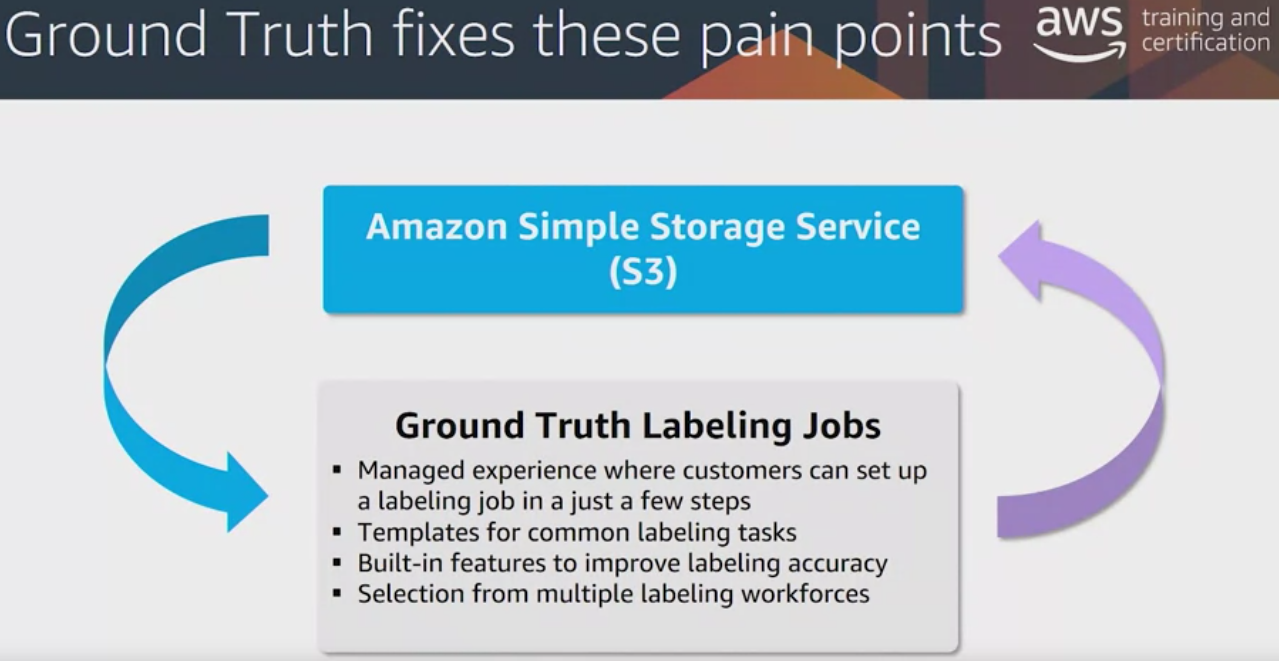 Ground Truth fixes these pain points
aws training and
certification
Amazon Simple Storage Service
(S3)
Ground Truth Labeling Jobs
▪ Managed experience where customers can set up
a labeling job in a just a few steps
▪ Templates for common labeling tasks
▪ Built-in features to improve labeling accuracy
▪ Selection from multiple labeling workforces